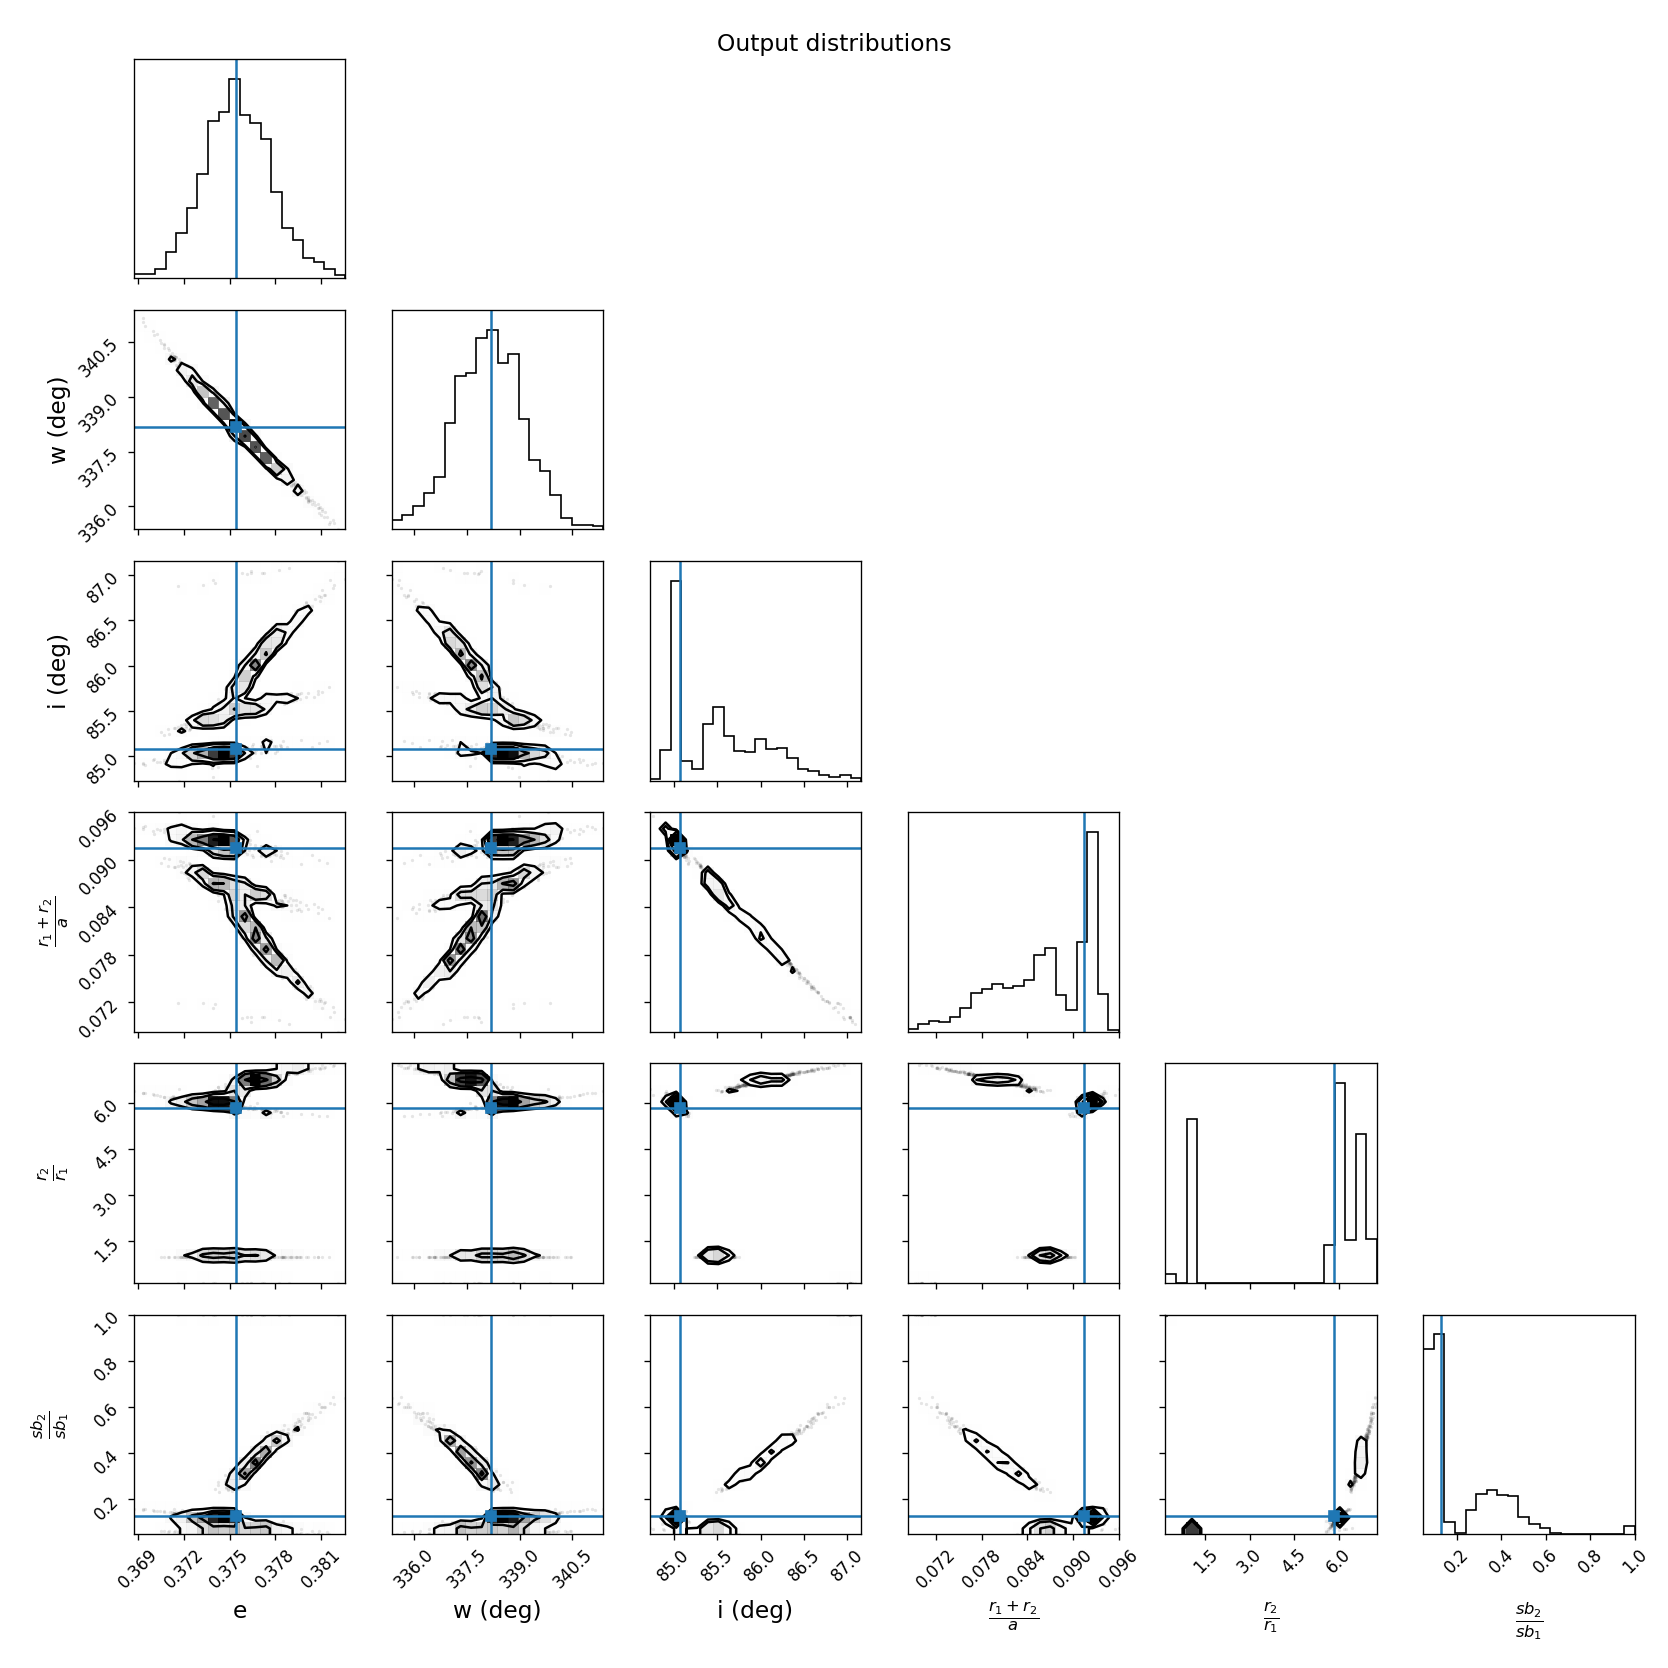 Output distributions
w (deg)
340.5
339.0
337.5
336.0
i (deg)
87.0
86.5
86.0
85.5
85.0
r₁ + r₂
a
0.096
0.090
0.084
0.078
0.072
r₂
r₁
6.0
4.5
3.0
1.5
sb₂
sb₁
1.0
0.8
0.6
0.4
0.2
0.369 0.372 0.375 0.378 0.381
336.0 337.5 339.0 340.5
85.0 85.5 86.0 86.5 87.0
0.072 0.078 0.084 0.090 0.096
1.5 3.0 4.5 6.0
0.2 0.4 0.6 0.8 1.0
e
w (deg)
i (deg)
r₁ + r₂
a
r₂
r₁
sb₂
sb₁